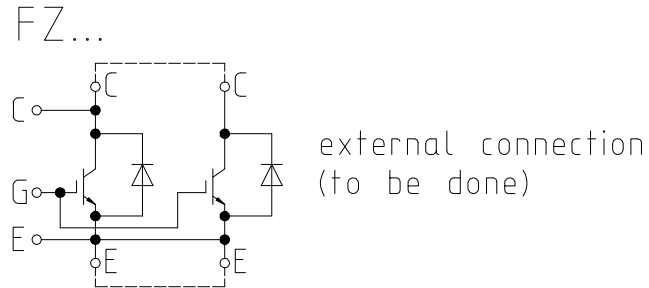 FZ...
C C
C
external connection
G (to be done)
E
E E